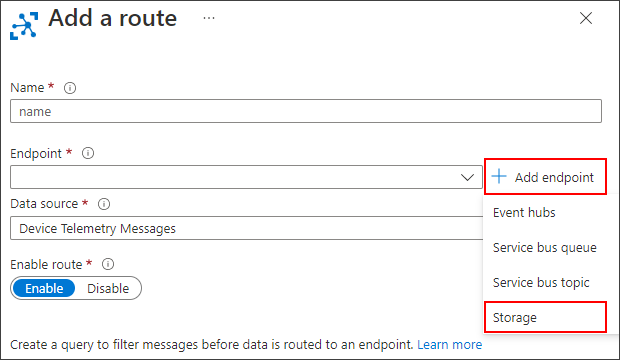 Add a route ...
Name *
name
Endpoint *
Add endpoint
Event hubs
Service bus queue
Service bus topic
Storage
Data source *
Device Telemetry Messages
Enable route *
Enable Disable
Create a query to filter messages before data is routed to an endpoint. Learn more